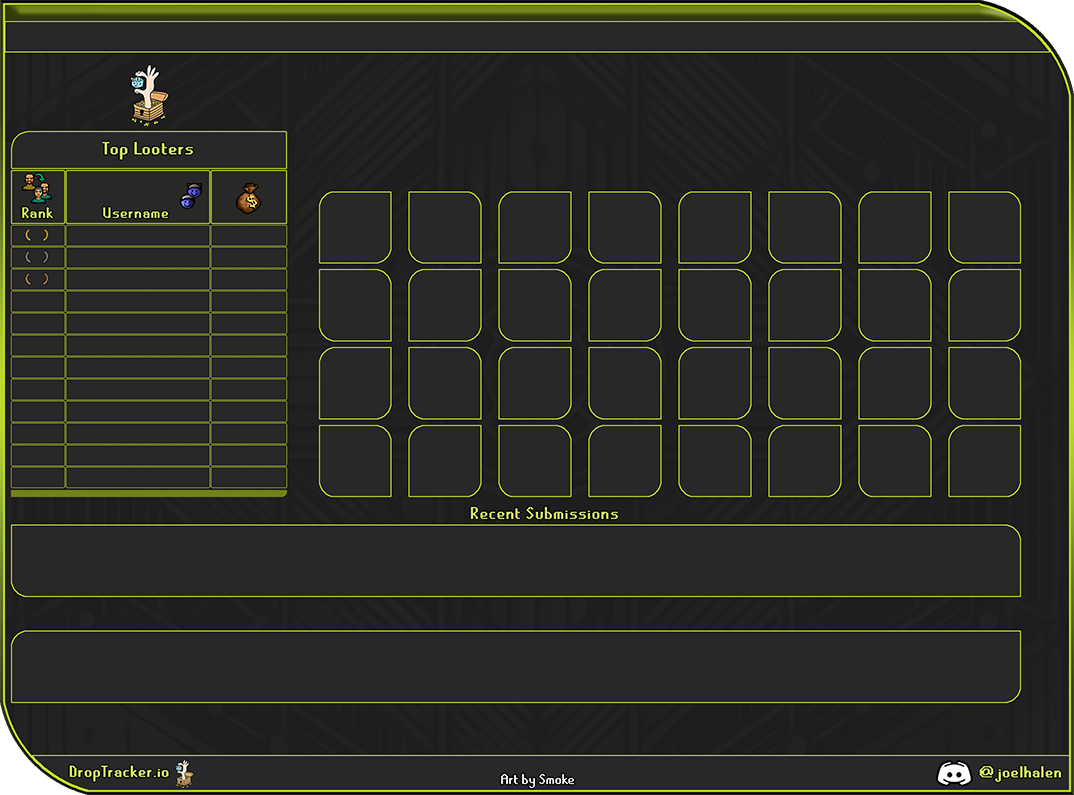 Top Looters
Rank
Username
( )
( )
( )
Recent Submissions
DropTracker.io
Art by Smoke
@joelhalen